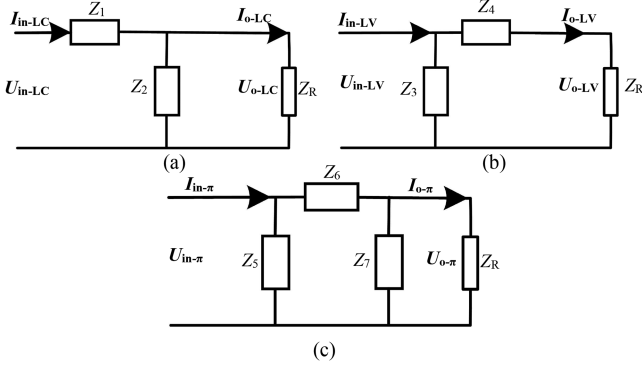 I_in-LC Z_1 I_o-LC
U_in-LC Z_2 U_o-LC Z_R
(a)
I_in-LV Z_4 I_o-LV
U_in-LV Z_3 U_o-LV Z_R
(b)
I_in-π Z_6 I_o-π
U_in-π Z_5 Z_7 U_o-π Z_R
(c)